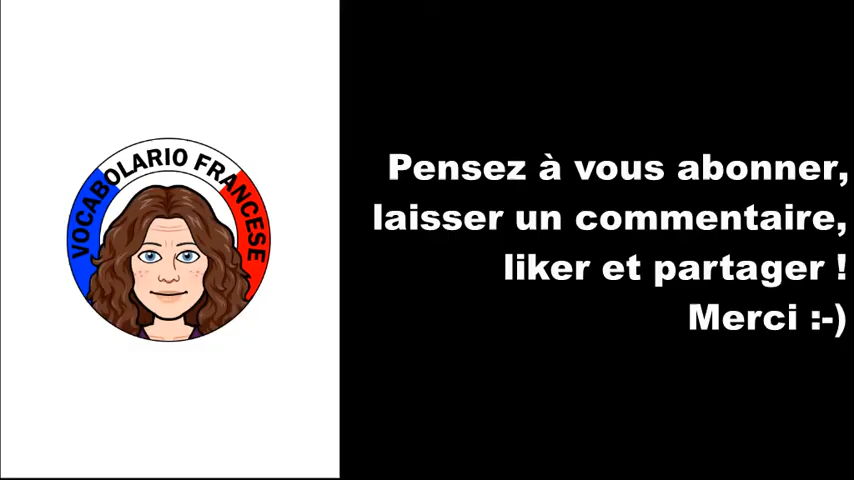 VOCABOLARIO FRANCESE
Pensez à vous abonner,
laisser un commentaire,
liker et partager !
Merci :-)